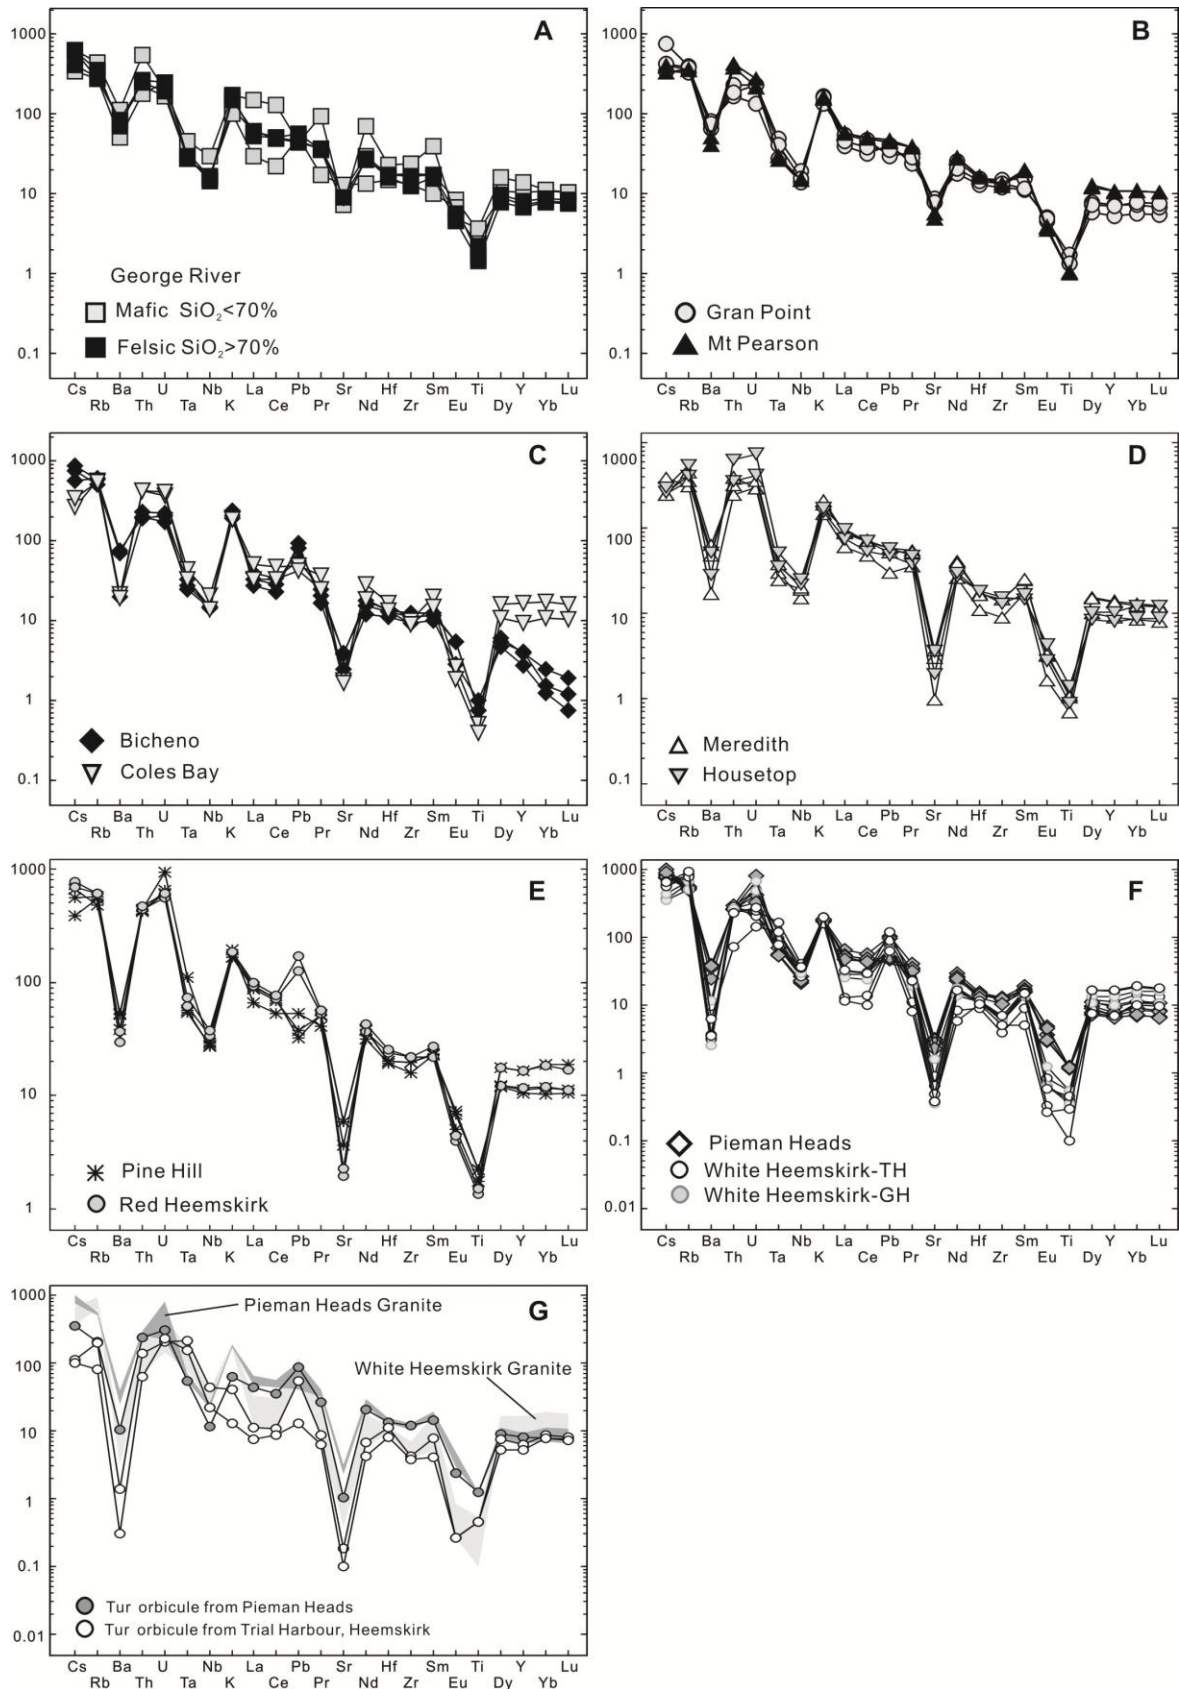 A
1000
100
10
1
0.1
George River
Mafic SiO₂<70%
Felsic SiO₂>70%
Cs Ba U Nb La Pb Sr Hf Sm Ti Y Lu
Rb Th Ta K Ce Pr Nd Zr Eu Dy Yb
B
1000
100
10
1
0.1
Gran Point
Mt Pearson
Cs Ba U Nb La Pb Sr Hf Sm Ti Y Lu
Rb Th Ta K Ce Pr Nd Zr Eu Dy Yb
C
1000
100
10
1
0.1
Bicheno
Coles Bay
Cs Ba U Nb La Pb Sr Hf Sm Ti Y Lu
Rb Th Ta K Ce Pr Nd Zr Eu Dy Yb
D
1000
100
10
1
0.1
Meredith
Housetop
Cs Ba U Nb La Pb Sr Hf Sm Ti Y Lu
Rb Th Ta K Ce Pr Nd Zr Eu Dy Yb
E
1000
100
10
1
Pine Hill
Red Heemskirk
Cs Ba U Nb La Pb Sr Hf Sm Ti Y Lu
Rb Th Ta K Ce Pr Nd Zr Eu Dy Yb
F
1000
100
10
1
0.1
0.01
Pieman Heads
White Heemskirk-TH
White Heemskirk-GH
Cs Ba U Nb La Pb Sr Hf Sm Ti Y Lu
Rb Th Ta K Ce Pr Nd Zr Eu Dy Yb
G
1000
100
10
1
0.1
0.01
Pieman Heads Granite
White Heemskirk Granite
Tur orbicule from Pieman Heads
Tur orbicule from Trial Harbour, Heemskirk
Cs Ba U Nb La Pb Sr Hf Sm Ti Y Lu
Rb Th Ta K Ce Pr Nd Zr Eu Dy Yb